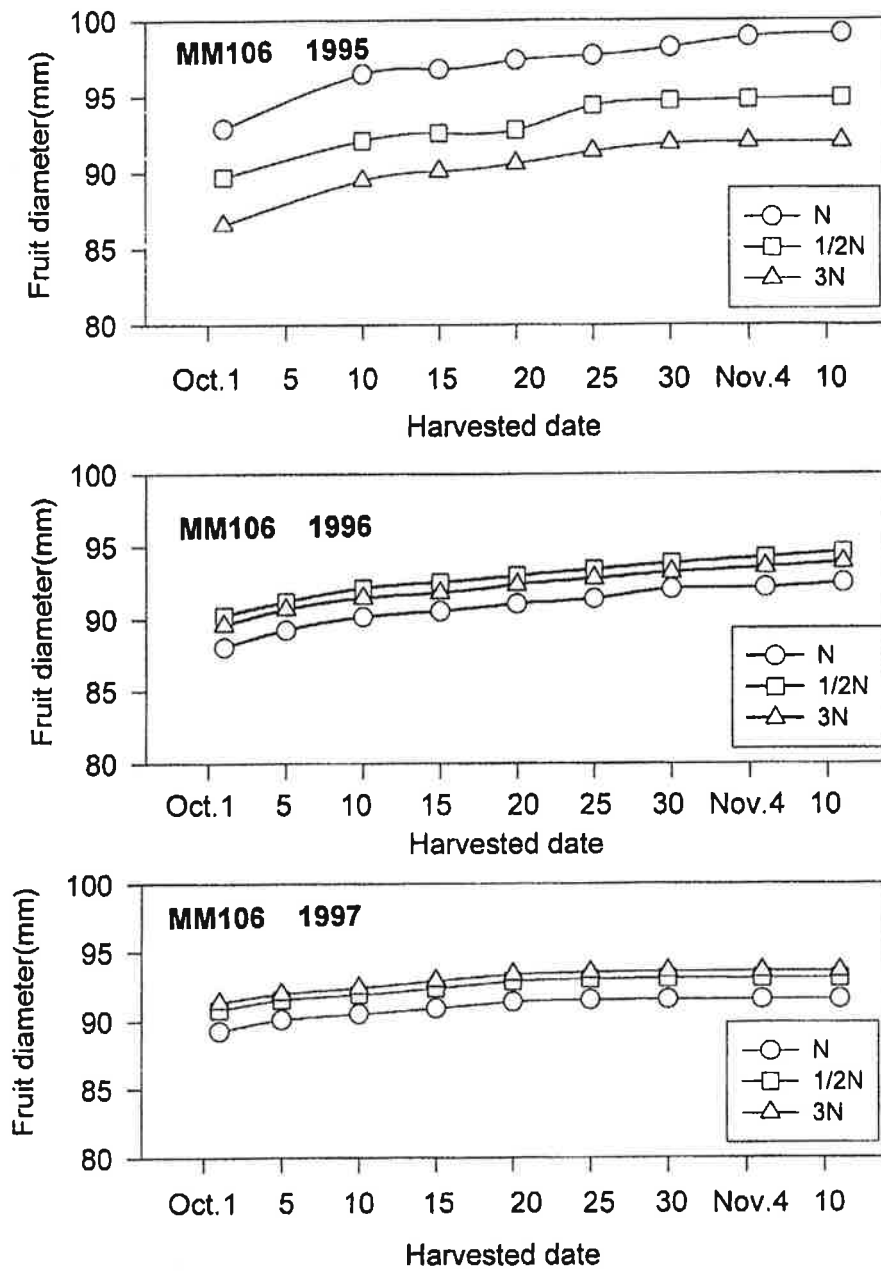 MM106 1995
Fruit diameter(mm)
100
95
90
85
80
N
1/2N
3N
Oct.1 5 10 15 20 25 30 Nov.4 10
Harvested date
MM106 1996
Fruit diameter(mm)
100
95
90
85
80
N
1/2N
3N
Oct.1 5 10 15 20 25 30 Nov.4 10
Harvested date
MM106 1997
Fruit diameter(mm)
100
95
90
85
80
N
1/2N
3N
Oct.1 5 10 15 20 25 30 Nov.4 10
Harvested date